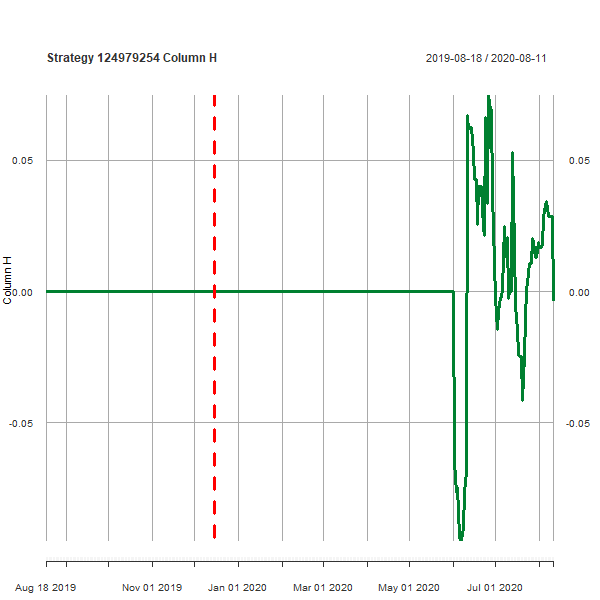 Strategy 124979254 Column H
2019-08-18 / 2020-08-11
0.05
0.05
0.00
0.00
-0.05
-0.05
Column H
Aug 18 2019
Nov 01 2019
Jan 01 2020
Mar 01 2020
May 01 2020
Jul 01 2020